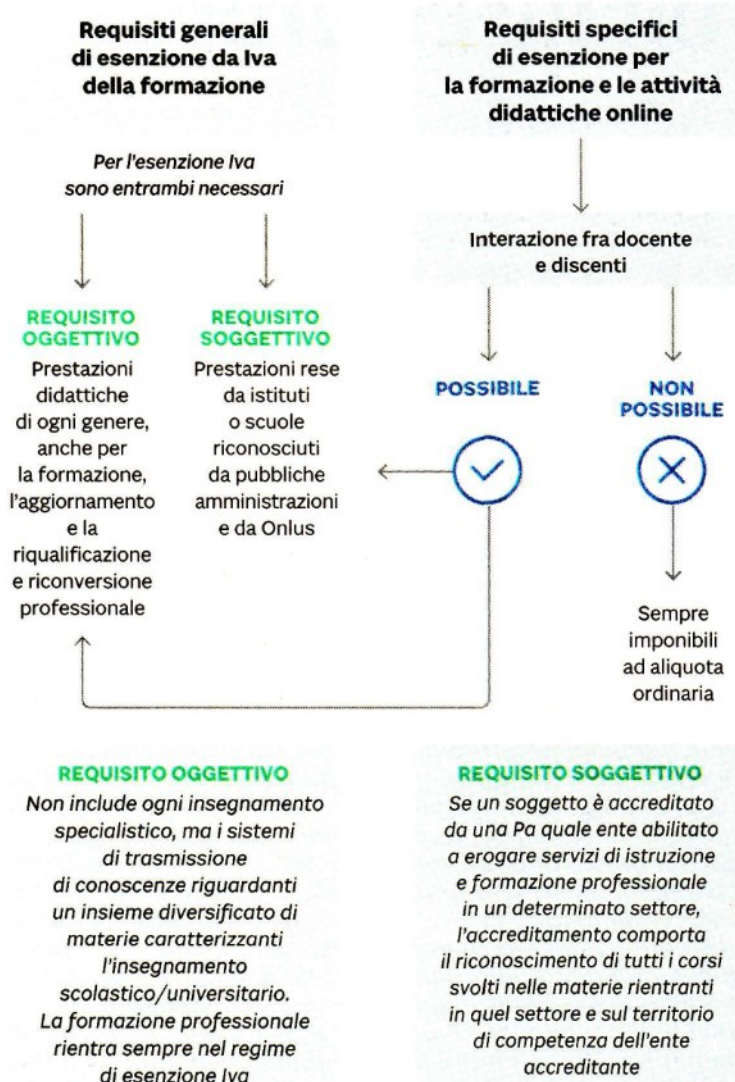 Requisiti generali
di esenzione da Iva
della formazione
Per l'esenzione Iva
sono entrambi necessari
REQUISITO
OGGETTIVO
Prestazioni
didattiche
di ogni genere,
anche per
la formazione,
l'aggiornamento
e la
riqualificazione
e riconversione
professionale
REQUISITO
SOGGETTIVO
Prestazioni rese
da istituti
o scuole
riconosciuti
da pubbliche
amministrazioni
e da Onlus
Requisiti specifici
di esenzione per
la formazione e le attività
didattiche online
Interazione fra docente
e discenti
POSSIBILE
NON
POSSIBILE
Sempre
imponibili
ad aliquota
ordinaria
REQUISITO OGGETTIVO
Non include ogni insegnamento
specialistico, ma i sistemi
di trasmissione
di conoscenze riguardanti
un insieme diversificato di
materie caratterizzanti
l'insegnamento
scolastico/universitario.
La formazione professionale
rientra sempre nel regime
di esenzione Iva
REQUISITO SOGGETTIVO
Se un soggetto è accreditato
da una Pa quale ente abilitato
a erogare servizi di istruzione
e formazione professionale
in un determinato settore,
l'accreditamento comporta
il riconoscimento di tutti i corsi
svolti nelle materie rientranti
in quel settore e sul territorio
di competenza dell'ente
accreditante